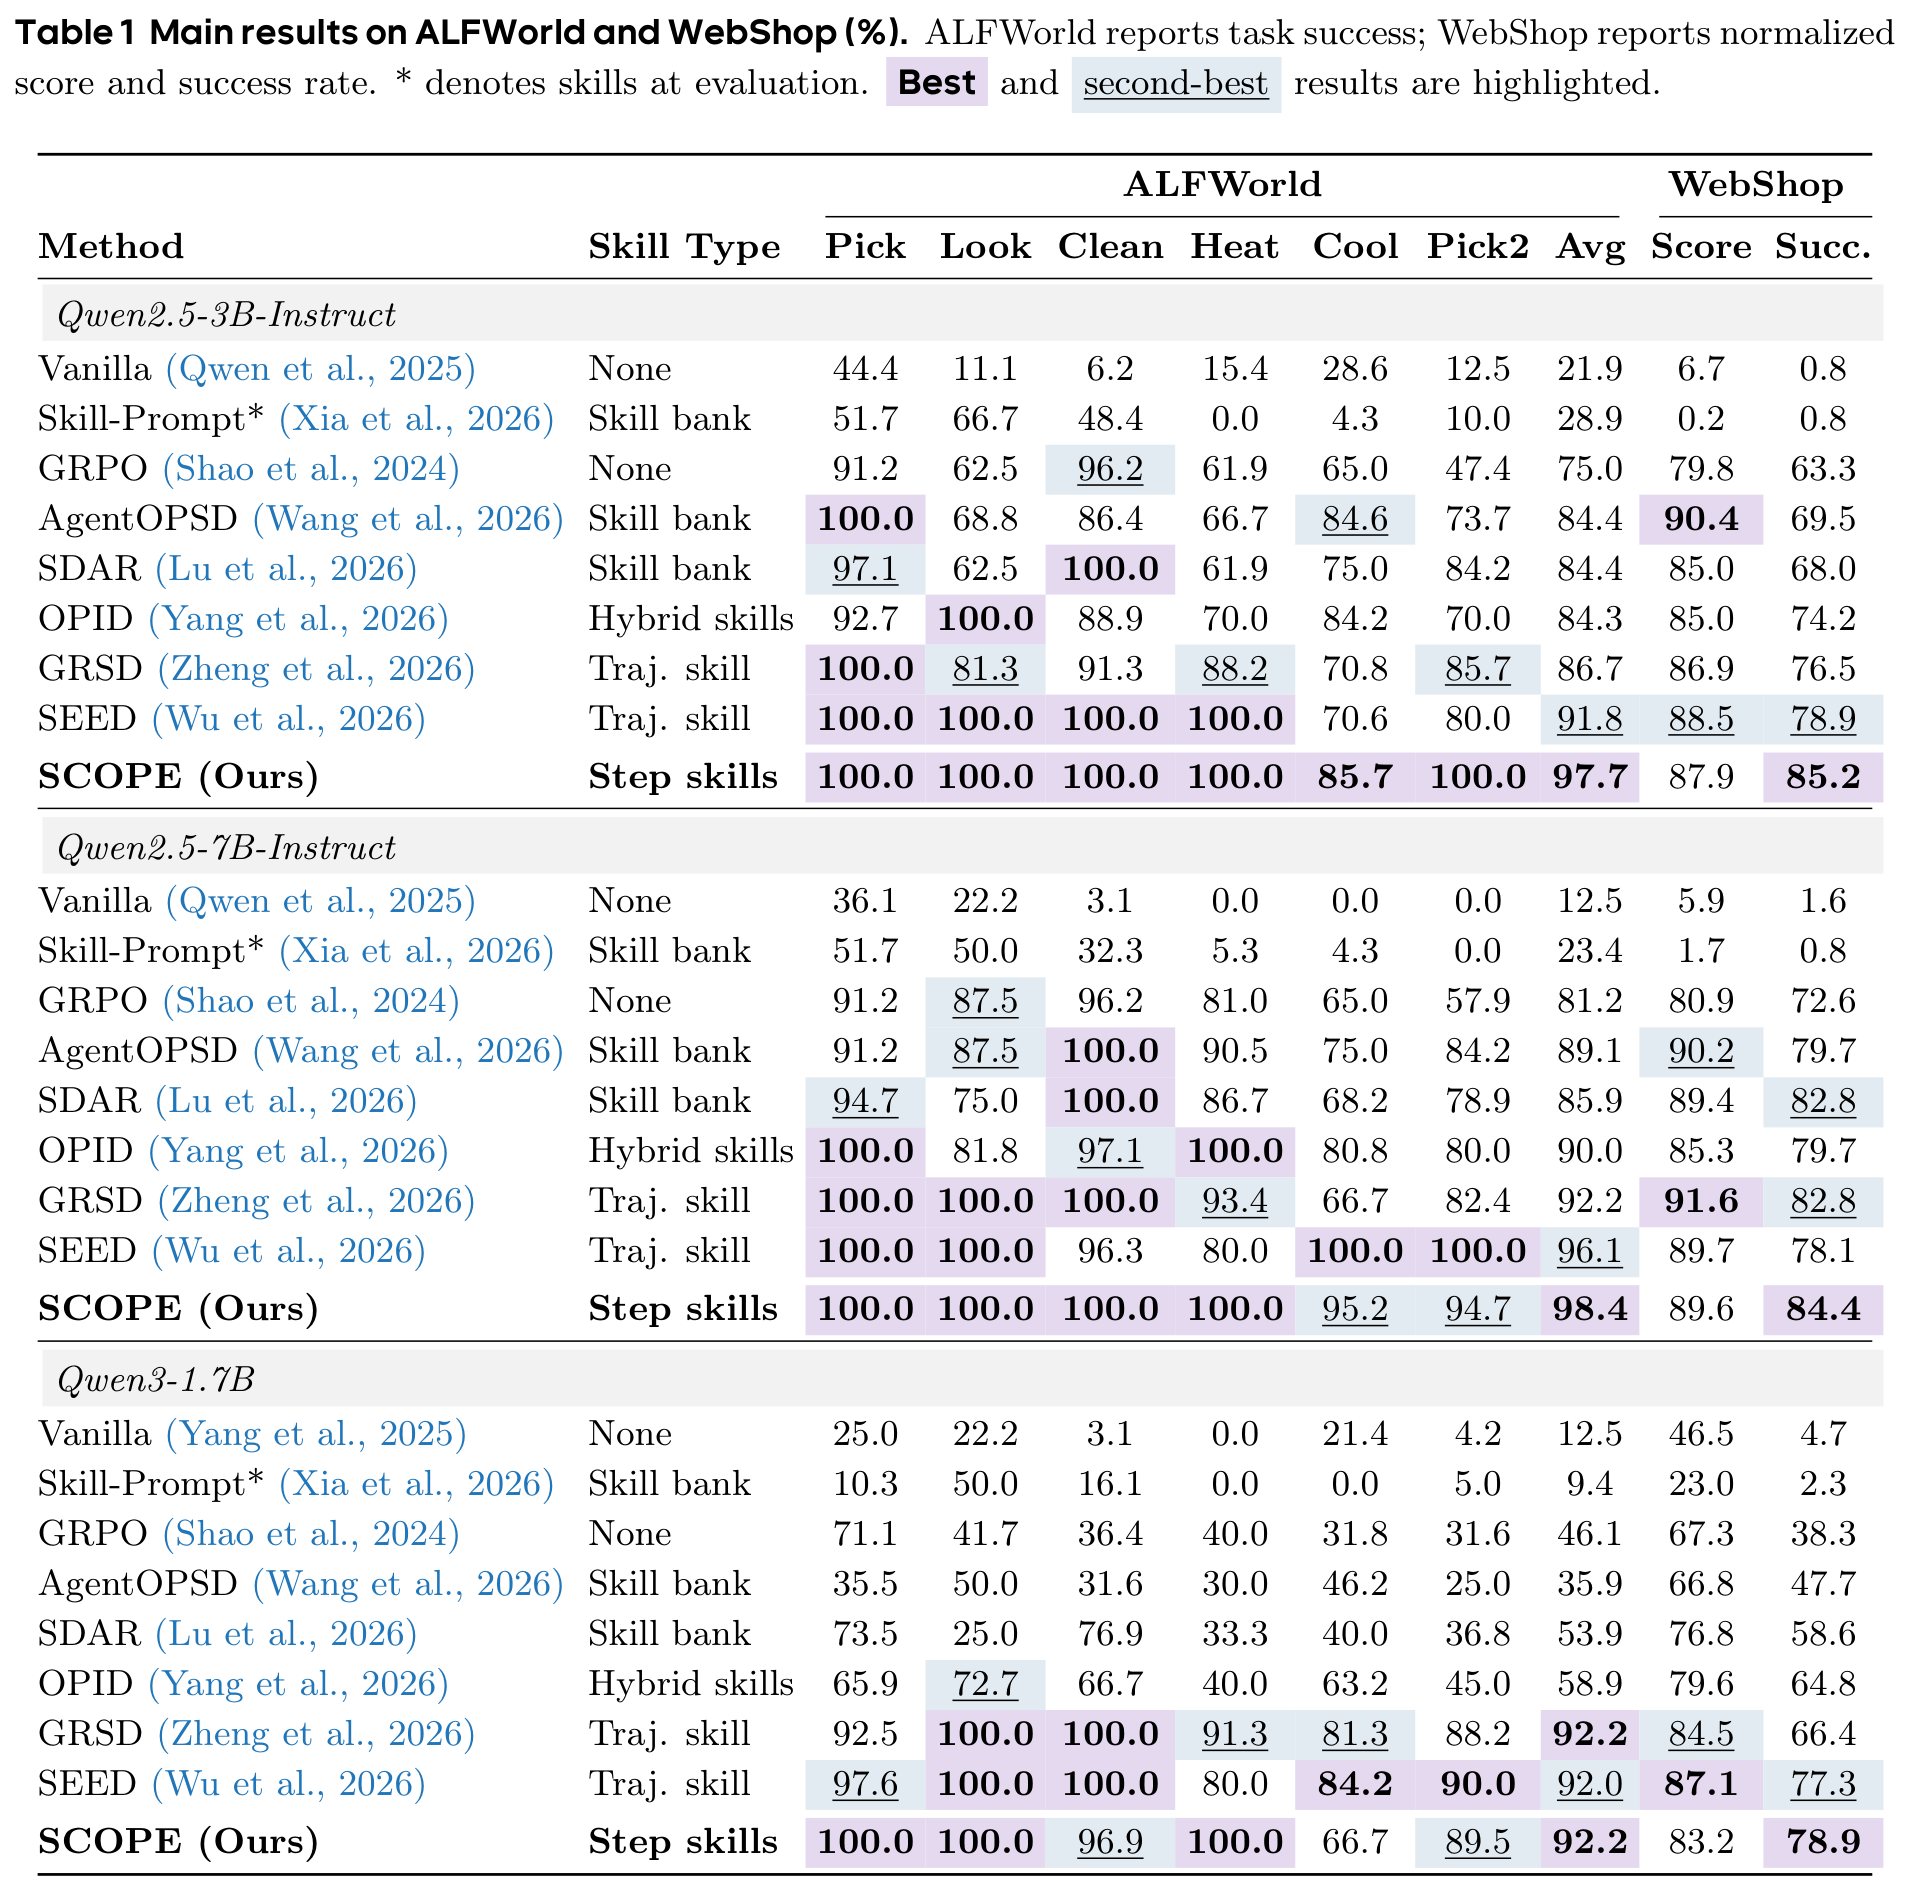 Table 1 Main results on ALFWorld and WebShop (%). ALFWorld reports task success; WebShop reports normalized
score and success rate. * denotes skills at evaluation. Best and second-best results are highlighted.
ALFWorld WebShop
Method Skill Type Pick Look Clean Heat Cool Pick2 Avg Score Succ.
Qwen2.5-3B-Instruct
Vanilla (Qwen et al., 2025) None 44.4 11.1 6.2 15.4 28.6 12.5 21.9 6.7 0.8
Skill-Prompt* (Xia et al., 2026) Skill bank 51.7 66.7 48.4 0.0 4.3 10.0 28.9 0.2 0.8
GRPO (Shao et al., 2024) None 91.2 62.5 96.2 61.9 65.0 47.4 75.0 79.8 63.3
AgentOPSD (Wang et al., 2026) Skill bank 100.0 68.8 86.4 66.7 84.6 73.7 84.4 90.4 69.5
SDAR (Lu et al., 2026) Skill bank 97.1 62.5 100.0 61.9 75.0 84.2 84.4 85.0 68.0
OPID (Yang et al., 2026) Hybrid skills 92.7 100.0 88.9 70.0 84.2 70.0 84.3 85.0 74.2
GRSD (Zheng et al., 2026) Traj. skill 100.0 81.3 91.3 88.2 70.8 85.7 86.7 86.9 76.5
SEED (Wu et al., 2026) Traj. skill 100.0 100.0 100.0 100.0 70.6 80.0 91.8 88.5 78.9
SCOPE (Ours) Step skills 100.0 100.0 100.0 100.0 85.7 100.0 97.7 87.9 85.2
Qwen2.5-7B-Instruct
Vanilla (Qwen et al., 2025) None 36.1 22.2 3.1 0.0 0.0 0.0 12.5 5.9 1.6
Skill-Prompt* (Xia et al., 2026) Skill bank 51.7 50.0 32.3 5.3 4.3 0.0 23.4 1.7 0.8
GRPO (Shao et al., 2024) None 91.2 87.5 96.2 81.0 65.0 57.9 81.2 80.9 72.6
AgentOPSD (Wang et al., 2026) Skill bank 91.2 87.5 100.0 90.5 75.0 84.2 89.1 90.2 79.7
SDAR (Lu et al., 2026) Skill bank 94.7 75.0 100.0 86.7 68.2 78.9 85.9 89.4 82.8
OPID (Yang et al., 2026) Hybrid skills 100.0 81.8 97.1 100.0 80.8 80.0 90.0 85.3 79.7
GRSD (Zheng et al., 2026) Traj. skill 100.0 100.0 100.0 93.4 66.7 82.4 92.2 91.6 82.8
SEED (Wu et al., 2026) Traj. skill 100.0 100.0 96.3 80.0 100.0 100.0 96.1 89.7 78.1
SCOPE (Ours) Step skills 100.0 100.0 100.0 100.0 95.2 94.7 98.4 89.6 84.4
Qwen3-1.7B
Vanilla (Yang et al., 2025) None 25.0 22.2 3.1 0.0 21.4 4.2 12.5 46.5 4.7
Skill-Prompt* (Xia et al., 2026) Skill bank 10.3 50.0 16.1 0.0 0.0 5.0 9.4 23.0 2.3
GRPO (Shao et al., 2024) None 71.1 41.7 36.4 40.0 31.8 31.6 46.1 67.3 38.3
AgentOPSD (Wang et al., 2026) Skill bank 35.5 50.0 31.6 30.0 46.2 25.0 35.9 66.8 47.7
SDAR (Lu et al., 2026) Skill bank 73.5 25.0 76.9 33.3 40.0 36.8 53.9 76.8 58.6
OPID (Yang et al., 2026) Hybrid skills 65.9 72.7 66.7 40.0 63.2 45.0 58.9 79.6 64.8
GRSD (Zheng et al., 2026) Traj. skill 92.5 100.0 100.0 91.3 81.3 88.2 92.2 84.5 66.4
SEED (Wu et al., 2026) Traj. skill 97.6 100.0 100.0 80.0 84.2 90.0 92.0 87.1 77.3
SCOPE (Ours) Step skills 100.0 100.0 96.9 100.0 66.7 89.5 92.2 83.2 78.9